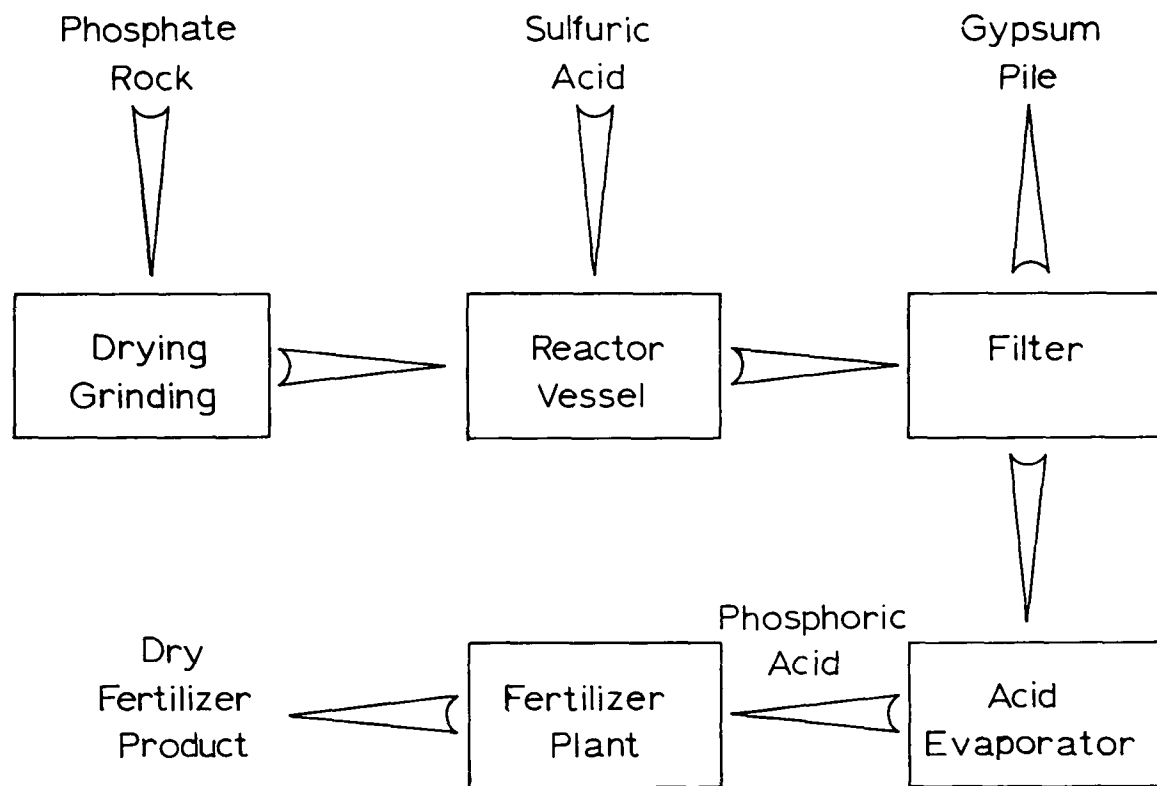 Phosphate
Rock
Sulfuric
Acid
Gypsum
Pile
Drying
Grinding
Reactor
Vessel
Filter
Phosphoric
Acid
Dry
Fertilizer
Product
Fertilizer
Plant
Acid
Evaporator